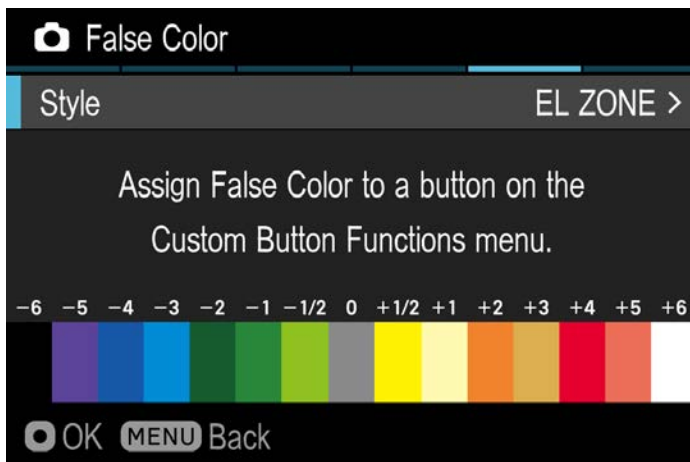 False Color
Style EL ZONE >
Assign False Color to a button on the
Custom Button Functions menu.
−6 −5 −4 −3 −2 −1 −1/2 0 +1/2 +1 +2 +3 +4 +5 +6
OK MENU Back